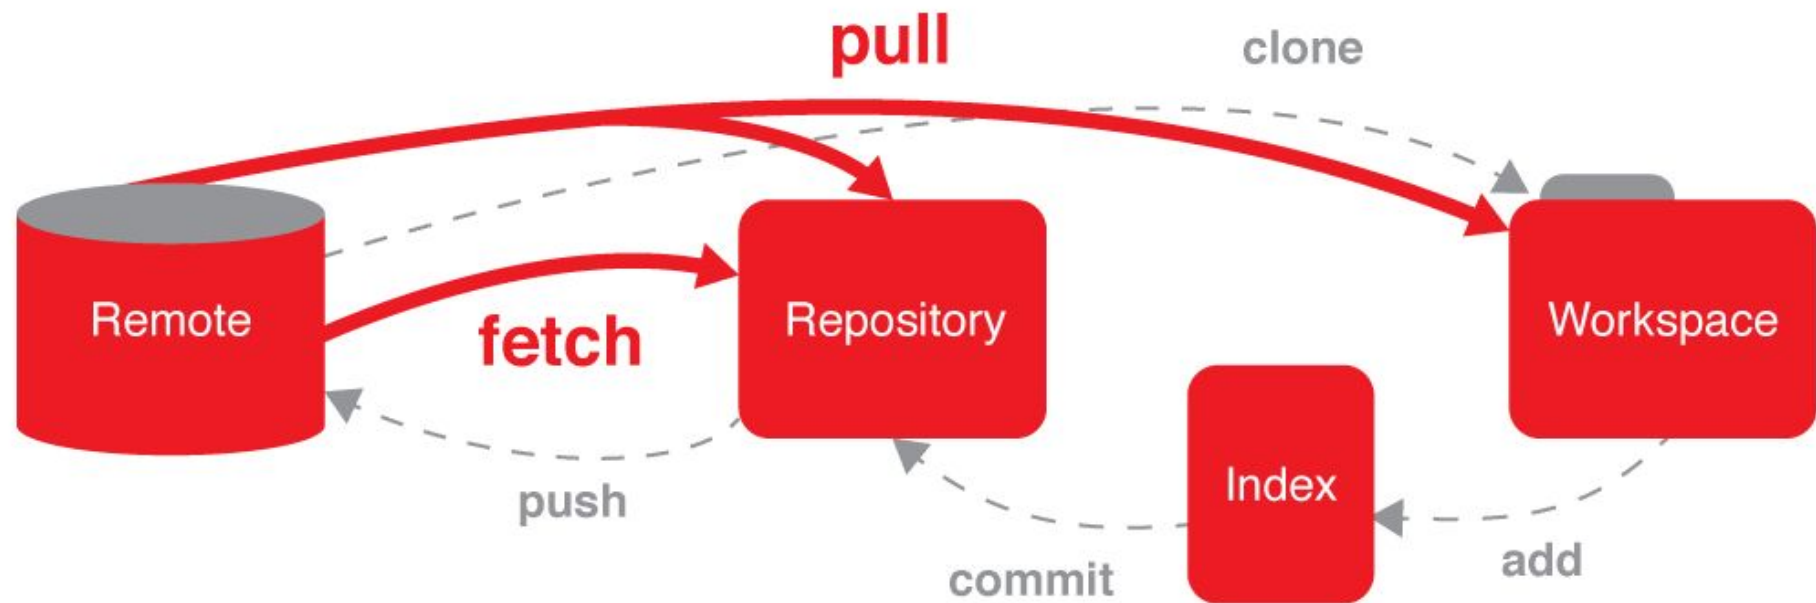 pull
clone
Remote
fetch
Repository
Workspace
push
Index
commit
add